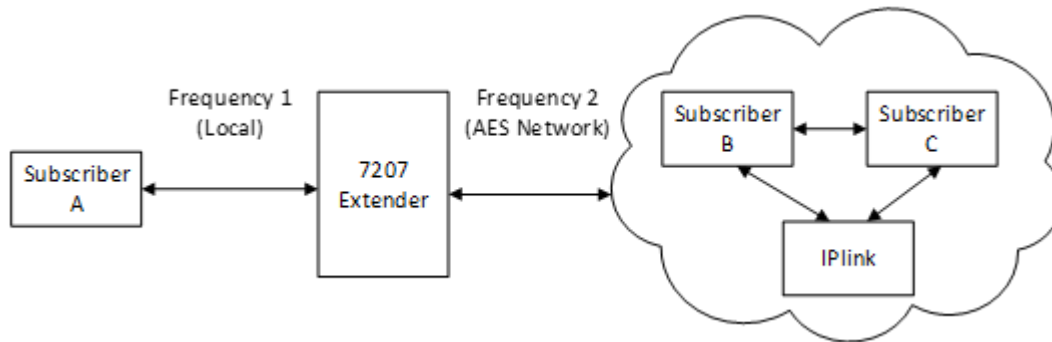 Frequency 1
(Local)
Frequency 2
(AES Network)
Subscriber
A
7207
Extender
Subscriber
B
Subscriber
C
IPlink